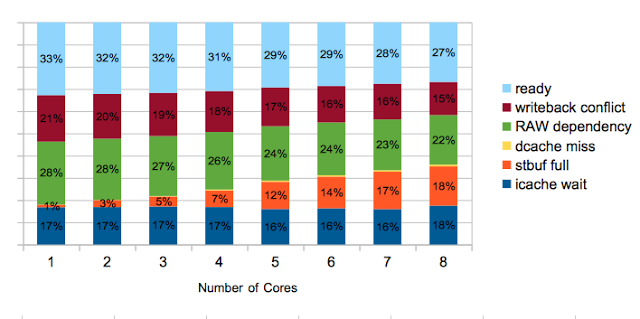 33% 32% 32% 31% 29% 29% 28% 27%
21% 20% 19% 18% 17% 16% 16% 15%
28% 28% 27% 26% 24% 24% 23% 22%
1% 3% 5% 7% 12% 14% 17% 18%
17% 17% 17% 17% 16% 16% 16% 18%
1 2 3 4 5 6 7 8
Number of Cores
ready
writeback conflict
RAW dependency
dcache miss
stbuf full
icache wait